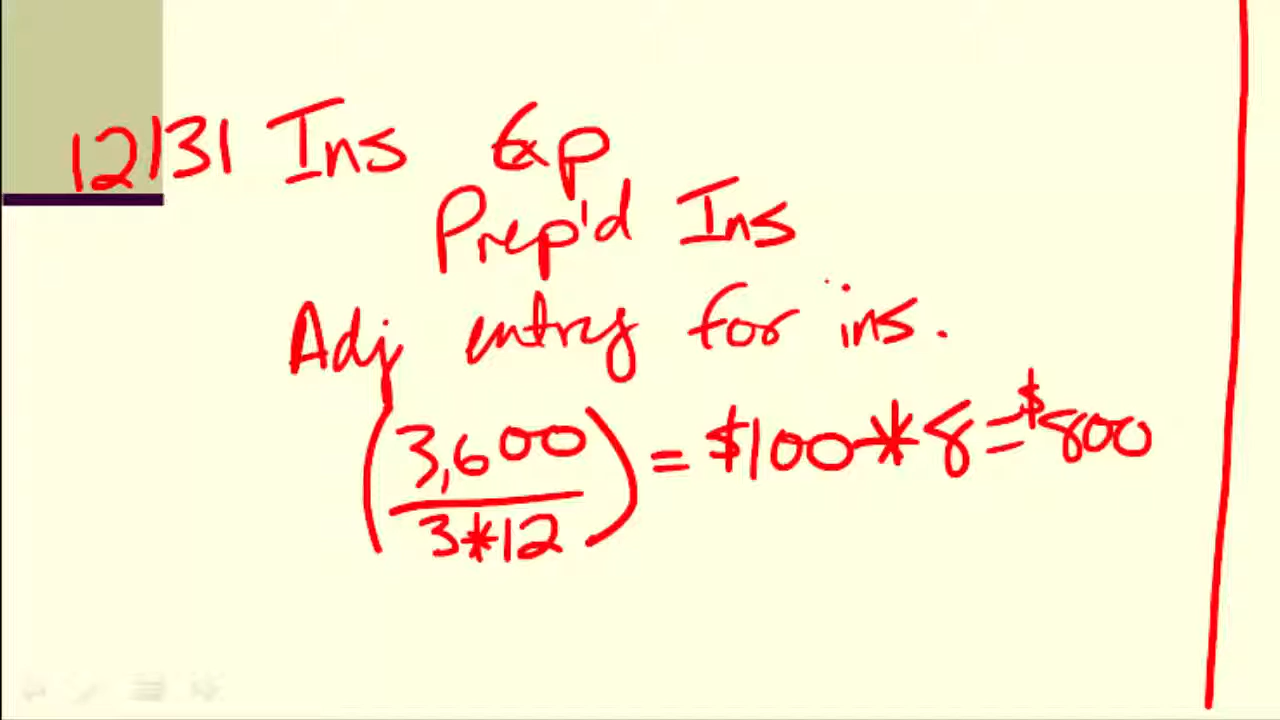 12/31 Ins Exp
Prep'd Ins
Adj entry for ins.
(3,600 / 3*12) = $100*8=$800